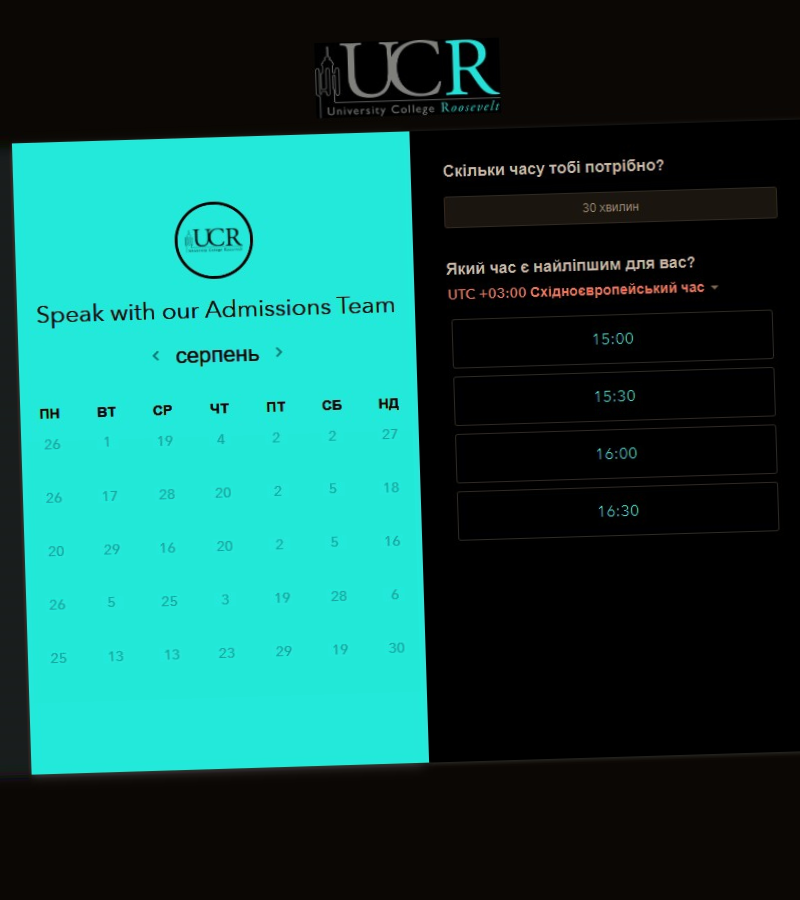 UCR
University College Roosevelt
UCR
University College Roosevelt
Speak with our Admissions Team
серпень
ПН ВТ СР ЧТ ПТ СБ НД
26 1 19 4 2 2 27
26 17 28 20 2 5 18
20 29 16 20 2 5 16
26 5 25 3 19 28 6
25 13 13 23 29 19 30
Скільки часу тобі потрібно?
30 хвилин
Який час є найліпшим для вас?
UTC +03:00 Східноєвропейський час
15:00
15:30
16:00
16:30